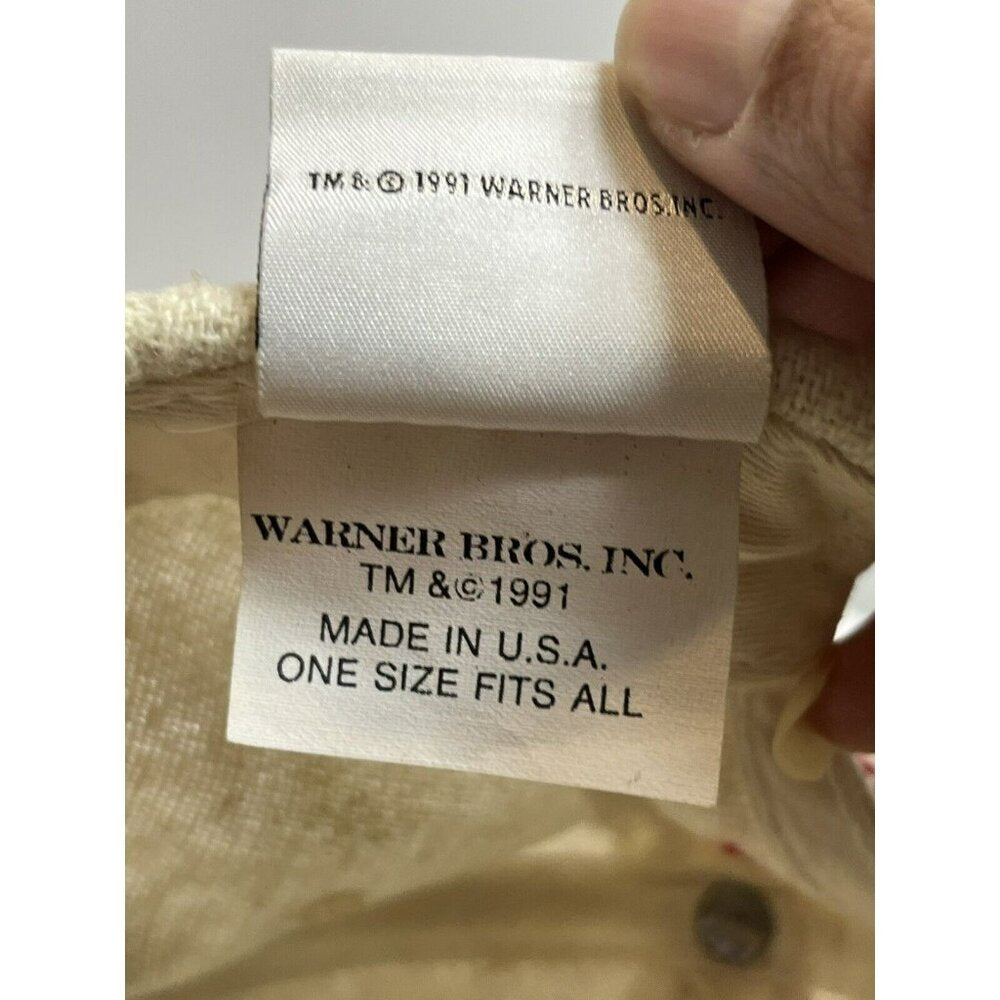 TM & © 1991 WARNER BROS. INC.
WARNER BROS. INC.
TM &©1991
MADE IN U.S.A.
ONE SIZE FITS ALL